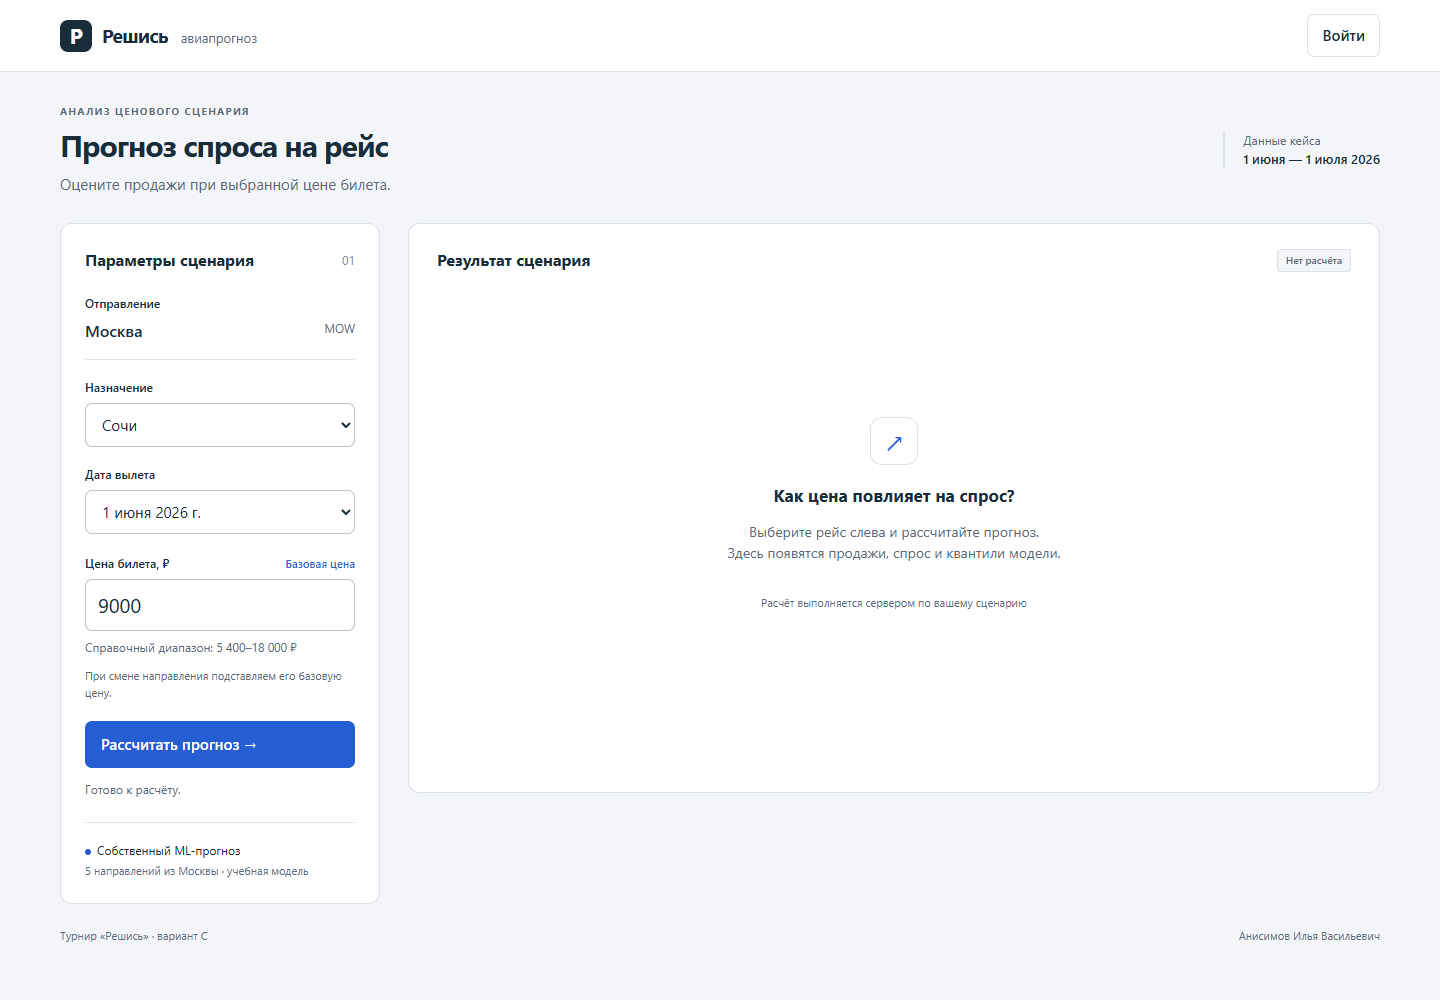 Р Решись авиапрогноз
Войти
АНАЛИЗ ЦЕНОВОГО СЦЕНАРИЯ
Прогноз спроса на рейс
Оцените продажи при выбранной цене билета.
Данные кейса
1 июня — 1 июля 2026
Параметры сценария 01
Отправление
Москва MOW
Назначение
Сочи
Дата вылета
1 июня 2026 г.
Цена билета, ₽ Базовая цена
9000
Справочный диапазон: 5 400–18 000 ₽
При смене направления подставляем его базовую
цену.
Рассчитать прогноз →
Готово к расчёту.
Собственный ML-прогноз
5 направлений из Москвы · учебная модель
Результат сценария Нет расчёта
Как цена повлияет на спрос?
Выберите рейс слева и рассчитайте прогноз.
Здесь появятся продажи, спрос и квантили модели.
Расчёт выполняется сервером по вашему сценарию
Турнир «Решись» · вариант С
Анисимов Илья Васильевич